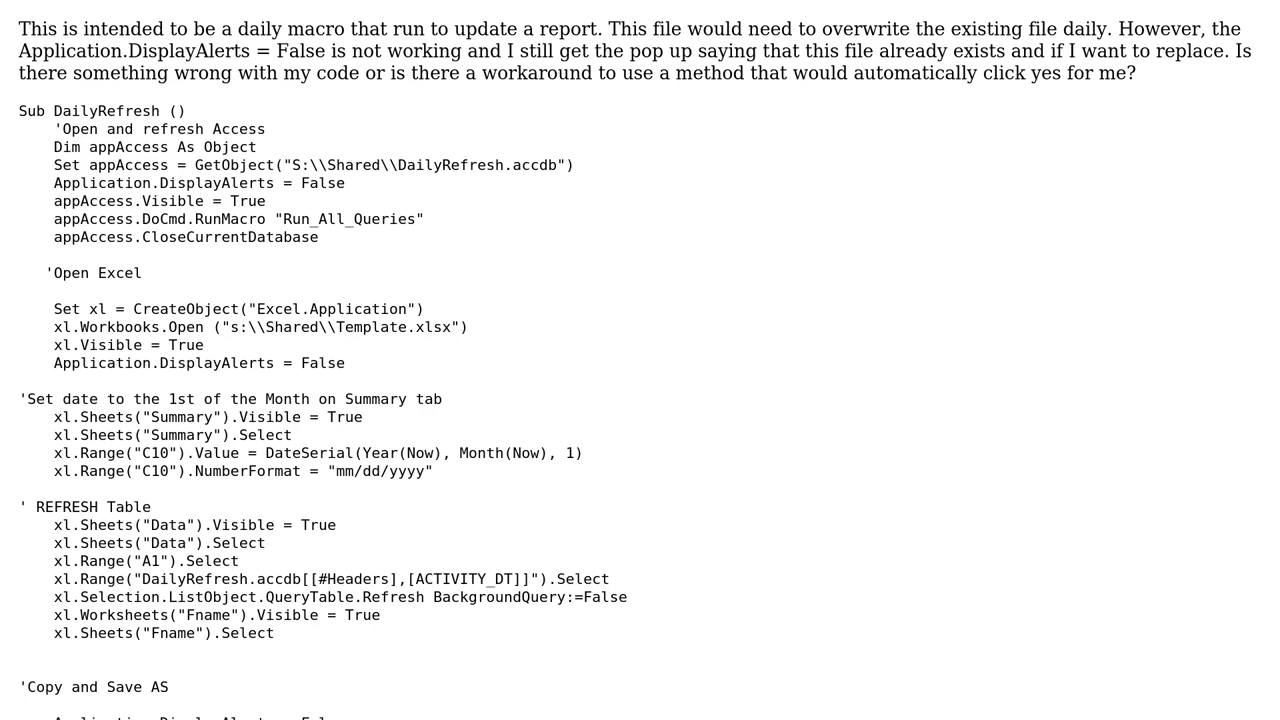 This is intended to be a daily macro that run to update a report. This file would need to overwrite the existing file daily. However, the
Application.DisplayAlerts = False is not working and I still get the pop up saying that this file already exists and if I want to replace. Is
there something wrong with my code or is there a workaround to use a method that would automatically click yes for me?
Sub DailyRefresh ()
    'Open and refresh Access
    Dim appAccess As Object
    Set appAccess = GetObject("S:\\Shared\\DailyRefresh.accdb")
    Application.DisplayAlerts = False
    appAccess.Visible = True
    appAccess.DoCmd.RunMacro "Run_All_Queries"
    appAccess.CloseCurrentDatabase
   'Open Excel
    Set xl = CreateObject("Excel.Application")
    xl.Workbooks.Open ("s:\\Shared\\Template.xlsx")
    xl.Visible = True
    Application.DisplayAlerts = False
'Set date to the 1st of the Month on Summary tab
    xl.Sheets("Summary").Visible = True
    xl.Sheets("Summary").Select
    xl.Range("C10").Value = DateSerial(Year(Now), Month(Now), 1)
    xl.Range("C10").NumberFormat = "mm/dd/yyyy"
' REFRESH Table
    xl.Sheets("Data").Visible = True
    xl.Sheets("Data").Select
    xl.Range("A1").Select
    xl.Range("DailyRefresh.accdb[[#Headers],[ACTIVITY_DT]]").Select
    xl.Selection.ListObject.QueryTable.Refresh BackgroundQuery:=False
    xl.Worksheets("Fname").Visible = True
    xl.Sheets("Fname").Select
'Copy and Save AS